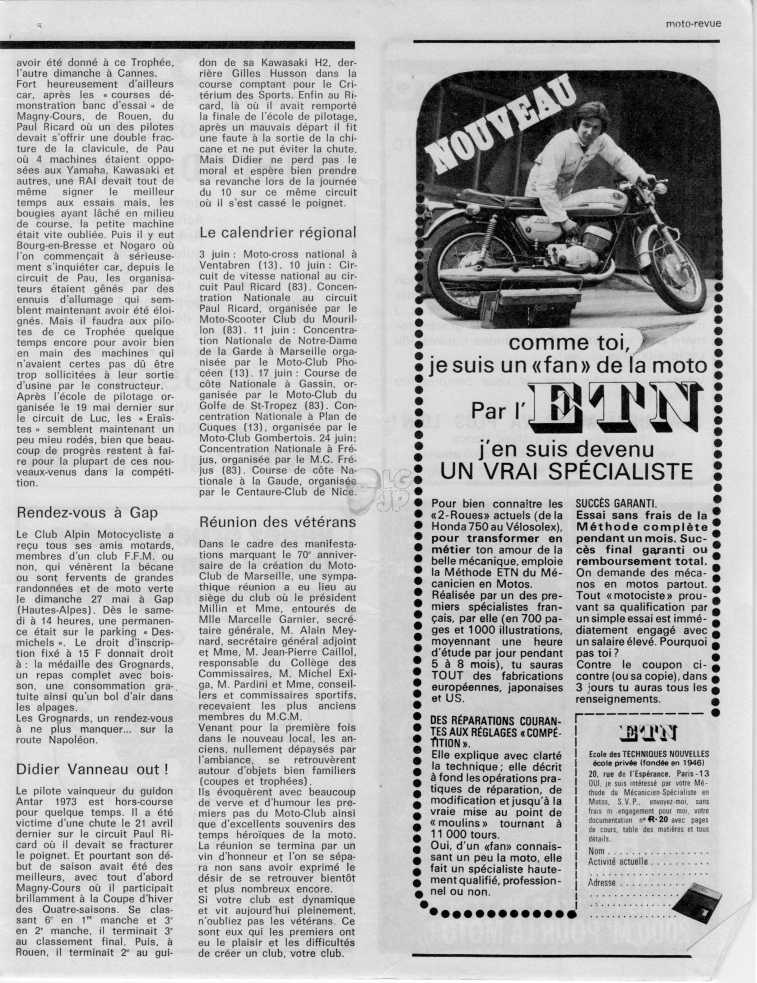 moto-revue
avoir été donné à ce Trophée,
l'autre dimanche à Cannes.
Fort heureusement d'ailleurs
car, après les « courses dé-
monstration banc d'essai » de
Magny-Cours, de Rouen, du
Paul Ricard où un des pilotes
devait s'offrir une double frac-
ture de la clavicule, de Pau
où 4 machines étaient oppo-
sées aux Yamaha, Kawasaki et
autres, une RAI devait tout de
même signer le meilleur
temps aux essais mais, les
bougies ayant lâché en milieu
de course, la petite machine
était vite oubliée. Puis il y eut
Bourg-en-Bresse et Nogaro où
l'on commençait à sérieuse-
ment s'inquiéter car, depuis le
circuit de Pau, les organisa-
teurs étaient gênés par des
ennuis d'allumage qui sem-
blent maintenant avoir été éloi-
gnés. Mais il faudra aux pilo-
tes de ce Trophée quelque
temps encore pour avoir bien
en main des machines qui
n'avaient certes pas dû être
trop sollicitées à leur sortie
d'usine par le constructeur.
Après l'école de pilotage or-
ganisée le 19 mai dernier sur
le circuit de Luc, les « Eraïs-
tes » semblent maintenant un
peu mieu rodés, bien que beau-
coup de progrès restent à fai-
re pour la plupart de ces nou-
veaux-venus dans la compéti-
tion.
Rendez-vous à Gap
Le Club Alpin Motocycliste a
reçu tous ses amis motards,
membres d'un club F.F.M. ou
non, qui vénèrent la bécane
ou sont fervents de grandes
randonnées et de moto verte
le dimanche 27 mai à Gap
(Hautes-Alpes). Dès le same-
di à 14 heures, une permanen-
ce était sur le parking « Des-
michels ». Le droit d'inscrip-
tion fixé à 15 F donnait droit
à : la médaille des Grognards,
un repas complet avec bois-
son, une consommation gra-
tuite ainsi qu'un bol d'air dans
les alpages.
Les Grognards, un rendez-vous
à ne plus manquer... sur la
route Napoléon.
Didier Vanneau out !
Le pilote vainqueur du guidon
Antar 1973 est hors-course
pour quelque temps. Il a été
victime d'une chute le 21 avril
dernier sur le circuit Paul Ri-
card où il devait se fracturer
le poignet. Et pourtant son dé-
but de saison avait été des
meilleurs, avec tout d'abord
Magny-Cours où il participait
brillamment à la Coupe d'hiver
des Quatre-saisons. Se clas-
sant 6e en 1re manche et 3e
en 2e manche, il terminait 3e
au classement final. Puis, à
Rouen, il terminait 2e au gui-
don de sa Kawasaki H2, der-
rière Gilles Husson dans la
course comptant pour le Cri-
térium des Sports. Enfin au Ri-
card, là où il avait remporté
la finale de l'école de pilotage,
après un mauvais départ il fit
une faute à la sortie de la chi-
cane et ne put éviter la chute.
Mais Didier ne perd pas le
moral et espère bien prendre
sa revanche lors de la journée
du 10 sur ce même circuit
où il s'est cassé le poignet.
Le calendrier régional
3 juin : Moto-cross national à
Ventabren (13). 10 juin : Cir-
cuit de vitesse national au cir-
cuit Paul Ricard (83). Concen-
tration Nationale au circuit
Paul Ricard, organisée par le
Moto-Scooter Club du Mouril-
lon (83). 11 juin : Concentra-
tion Nationale de Notre-Dame
de la Garde à Marseille orga-
nisée par le Moto-Club Pho-
céen (13). 17 juin : Course de
côte Nationale à Gassin, or-
ganisée par le Moto-Club du
Golfe de St-Tropez (83). Con-
centration Nationale à Plan de
Cuques (13), organisée par le
Moto-Club Gombertois. 24 juin:
Concentration Nationale à Fré-
jus, organisée par le M.C. Fré-
jus (83). Course de côte Na-
tionale à la Gaude, organisée
par le Centaure-Club de Nice.
Réunion des vétérans
Dans le cadre des manifesta-
tions marquant le 70e anniver-
saire de la création du Moto-
Club de Marseille, une sympa-
thique réunion a eu lieu au
siège du club où le président
Millin et Mme, entourés de
Mlle Marcelle Garnier, secré-
taire générale, M. Alain Mey-
nard, secrétaire général adjoint
et Mme, M. Jean-Pierre Caillol,
responsable du Collège des
Commissaires, M. Michel Exi-
ga, M. Pardini et Mme, conseil-
lers et commissaires sportifs,
recevaient les plus anciens
membres du M.C.M.
Venant pour la première fois
dans le nouveau local, les an-
ciens, nullement dépaysés par
l'ambiance, se retrouvèrent
autour d'objets bien familiers
(coupes et trophées).
Ils évoquèrent avec beaucoup
de verve et d'humour les pre-
miers pas du Moto-Club ainsi
que d'excellents souvenirs des
temps héroïques de la moto.
La réunion se termina par un
vin d'honneur et l'on se sépa-
ra non sans avoir exprimé le
désir de se retrouver bientôt
et plus nombreux encore.
Si votre club est dynamique
et vit aujourd'hui pleinement,
n'oubliez pas les vétérans. Ce
sont eux qui les premiers ont
eu le plaisir et les difficultés
de créer un club, votre club.
NOUVEAU
comme toi,
je suis un «fan» de la moto
Par l'ETN
j'en suis devenu
UN VRAI SPÉCIALISTE
Pour bien connaître les
«2-Roues» actuels (de la
Honda 750 au Vélosolex),
pour transformer en
métier ton amour de la
belle mécanique, emploie
la Méthode ETN du Mé-
canicien en Motos.
Réalisée par un des pre-
miers spécialistes fran-
çais, par elle (en 700 pa-
ges et 1000 illustrations,
moyennant une heure
d'étude par jour pendant
5 à 8 mois), tu sauras
TOUT des fabrications
européennes, japonaises
et US.
DES RÉPARATIONS COURAN-
TES AUX RÉGLAGES «COMPÉ-
TITION».
Elle explique avec clarté
la technique ; elle décrit
à fond les opérations pra-
tiques de réparation, de
modification et jusqu'à la
vraie mise au point de
«moulins» tournant à
11 000 tours.
Oui, d'un «fan» connais-
sant un peu la moto, elle
fait un spécialiste haute-
ment qualifié, profession-
nel ou non.
SUCCÈS GARANTI.
Essai sans frais de la
Méthode complète
pendant un mois. Suc-
cès final garanti ou
remboursement total.
On demande des méca-
nos en motos partout.
Tout «motociste» prou-
vant sa qualification par
un simple essai est immé-
diatement engagé avec
un salaire élevé. Pourquoi
pas toi ?
Contre le coupon ci-
contre (ou sa copie), dans
3 jours tu auras tous les
renseignements.
ETN
Ecole des TECHNIQUES NOUVELLES
école privée (fondée en 1946)
20, rue de l'Espérance, Paris-13
OUI, je suis intéressé par votre Mé-
thode du Mécanicien-Spécialiste en
Motos, S.V.P., envoyez-moi, sans
frais ni engagement pour moi, votre
documentation n° R-20 avec pages
de cours, table des matières et tous
détails.
Nom
Activité actuelle
Adresse